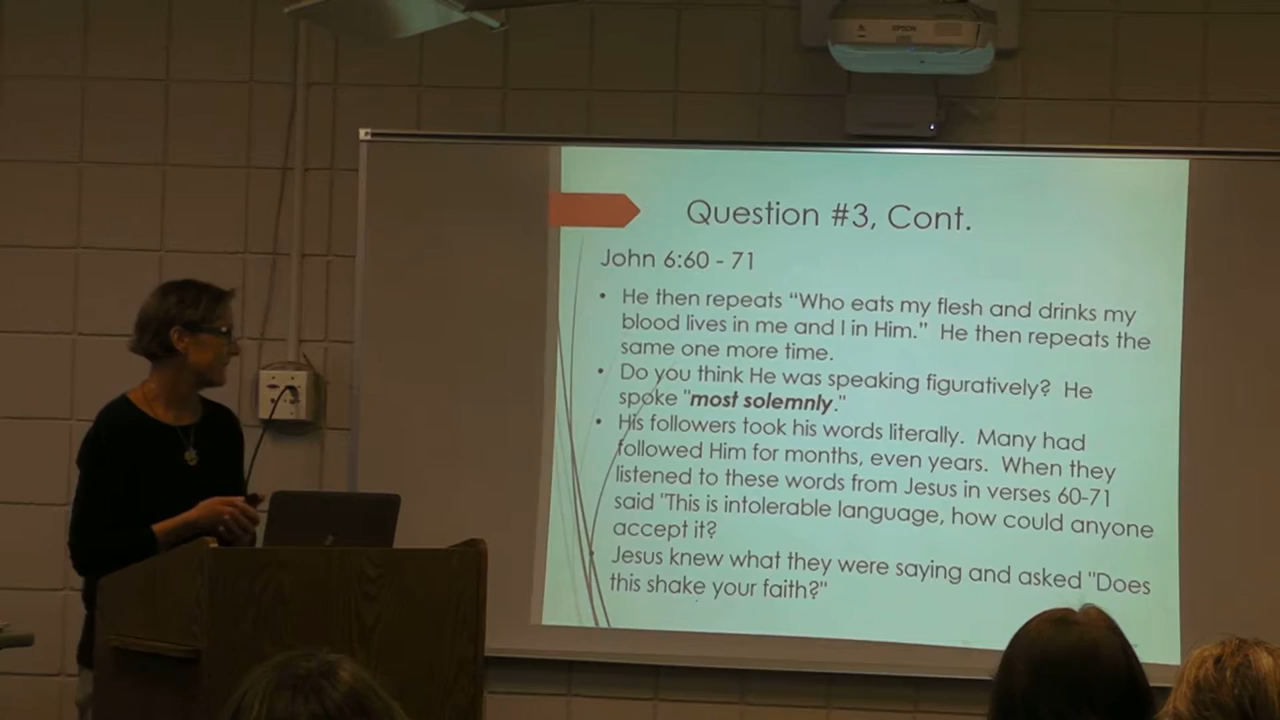 EPSON
Question #3, Cont.
John 6:60 - 71
• He then repeats “Who eats my flesh and drinks my
blood lives in me and I in Him.” He then repeats the
same one more time.
• Do you think He was speaking figuratively? He
spoke "most solemnly."
• His followers took his words literally. Many had
followed Him for months, even years. When they
listened to these words from Jesus in verses 60-71
said "This is intolerable language, how could anyone
accept it?
Jesus knew what they were saying and asked "Does
this shake your faith?"